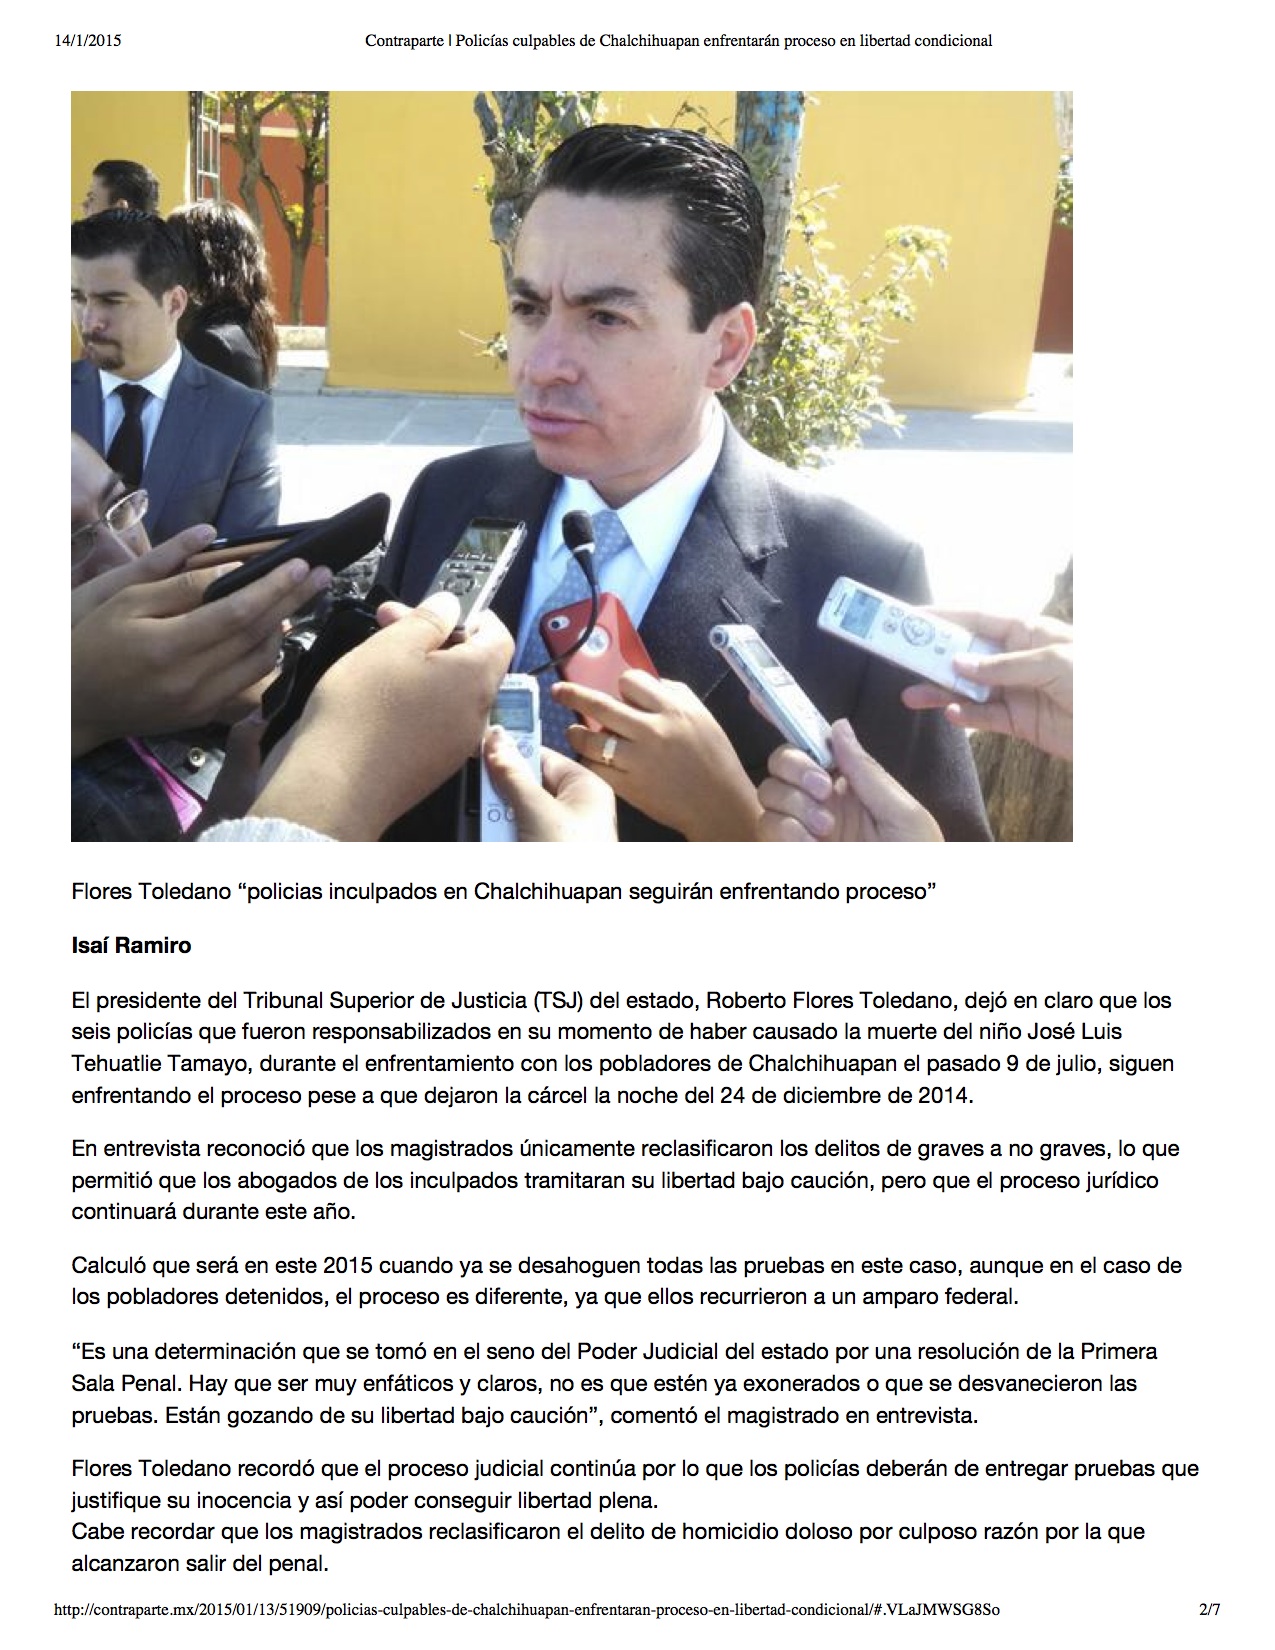 14/1/2015
Contraparte | Policías culpables de Chalchihuapan enfrentarán proceso en libertad condicional
Flores Toledano “policias inculpados en Chalchihuapan seguirán enfrentando proceso”
Isaí Ramiro
El presidente del Tribunal Superior de Justicia (TSJ) del estado, Roberto Flores Toledano, dejó en claro que los
seis policías que fueron responsabilizados en su momento de haber causado la muerte del niño José Luis
Tehuatlie Tamayo, durante el enfrentamiento con los pobladores de Chalchihuapan el pasado 9 de julio, siguen
enfrentando el proceso pese a que dejaron la cárcel la noche del 24 de diciembre de 2014.
En entrevista reconoció que los magistrados únicamente reclasificaron los delitos de graves a no graves, lo que
permitió que los abogados de los inculpados tramitaran su libertad bajo caución, pero que el proceso jurídico
continuará durante este año.
Calculó que será en este 2015 cuando ya se desahoguen todas las pruebas en este caso, aunque en el caso de
los pobladores detenidos, el proceso es diferente, ya que ellos recurrieron a un amparo federal.
“Es una determinación que se tomó en el seno del Poder Judicial del estado por una resolución de la Primera
Sala Penal. Hay que ser muy enfáticos y claros, no es que estén ya exonerados o que se desvanecieron las
pruebas. Están gozando de su libertad bajo caución”, comentó el magistrado en entrevista.
Flores Toledano recordó que el proceso judicial continúa por lo que los policías deberán de entregar pruebas que
justifique su inocencia y así poder conseguir libertad plena.
Cabe recordar que los magistrados reclasificaron el delito de homicidio doloso por culposo razón por la que
alcanzaron salir del penal.
http://contraparte.mx/2015/01/13/51909/policias-culpables-de-chalchihuapan-enfrentaran-proceso-en-libertad-condicional/#.VLaJMWSG8So
2/7